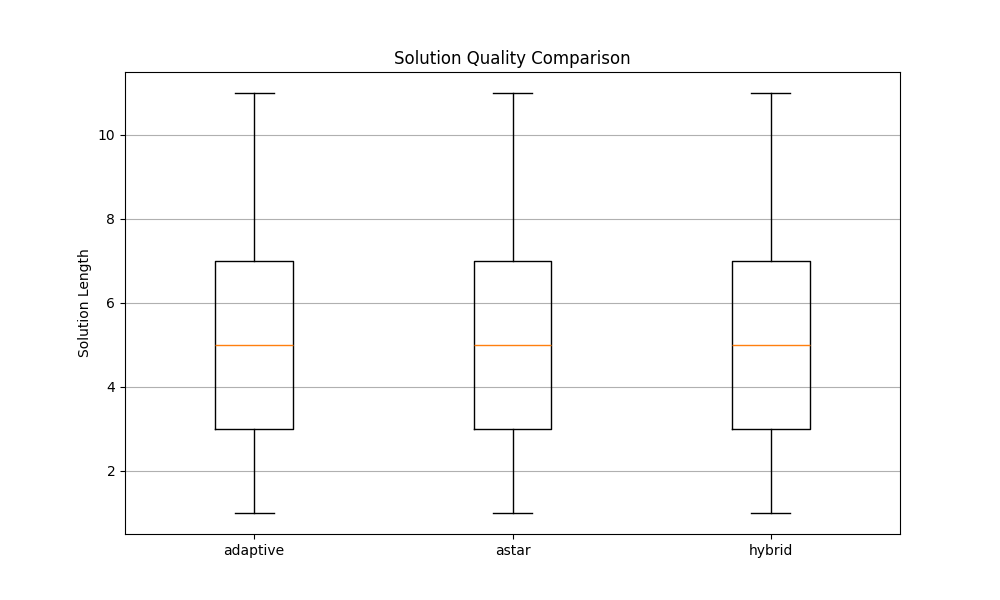 Solution Quality Comparison
Solution Length
10
8
6
4
2
adaptive
astar
hybrid